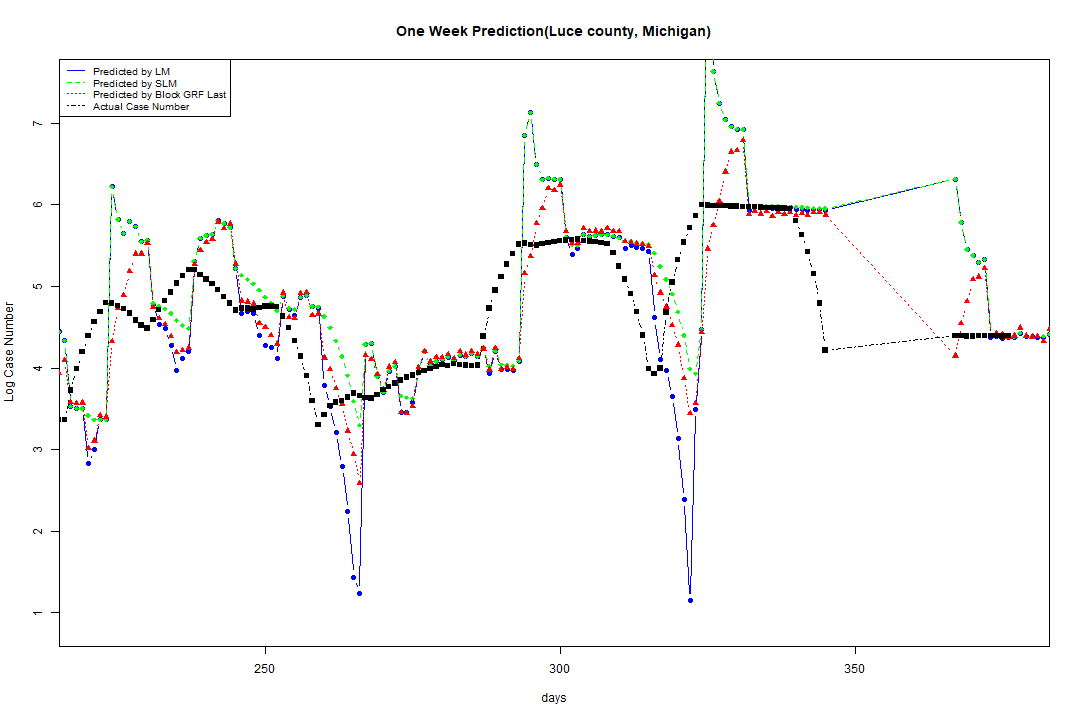 One Week Prediction(Luce county, Michigan)
Predicted by LM
Predicted by SLM
Predicted by Block GRF Last
Actual Case Number
Log Case Number
7
6
5
4
3
2
1
250
300
350
days